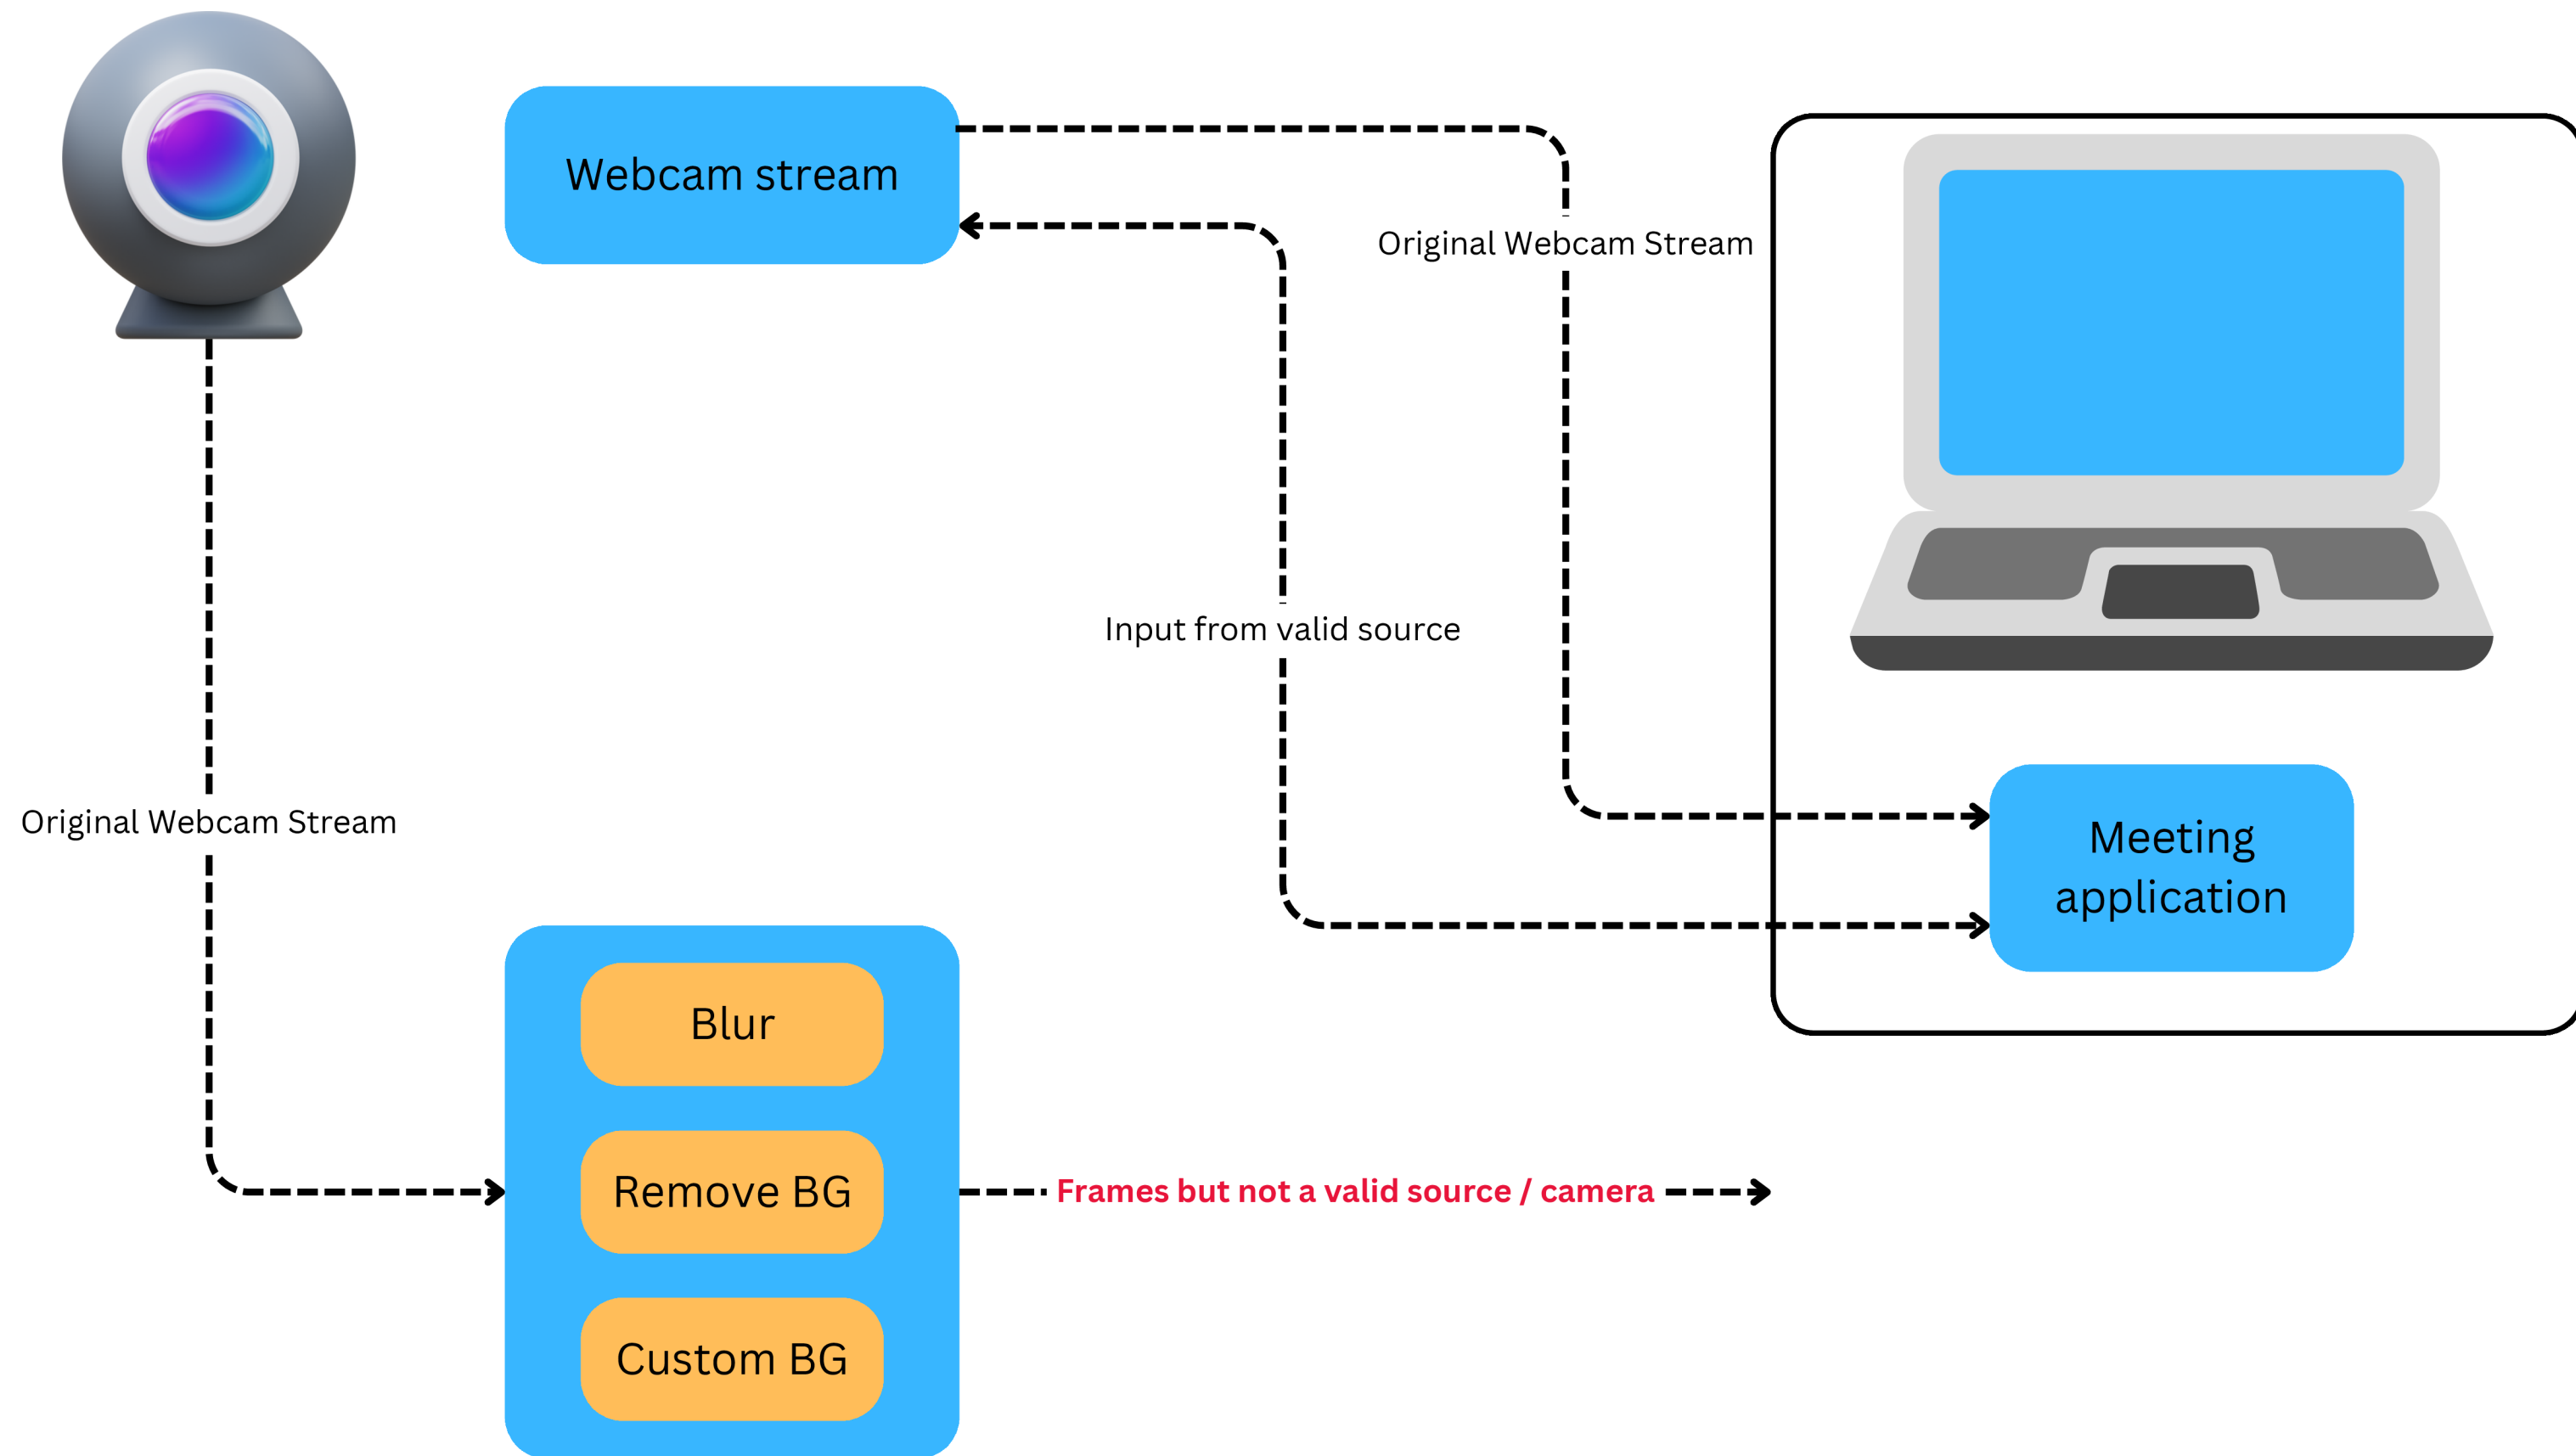 Webcam stream
Original Webcam Stream
Input from valid source
Original Webcam Stream
Meeting
application
Blur
Remove BG
Frames but not a valid source / camera
Custom BG